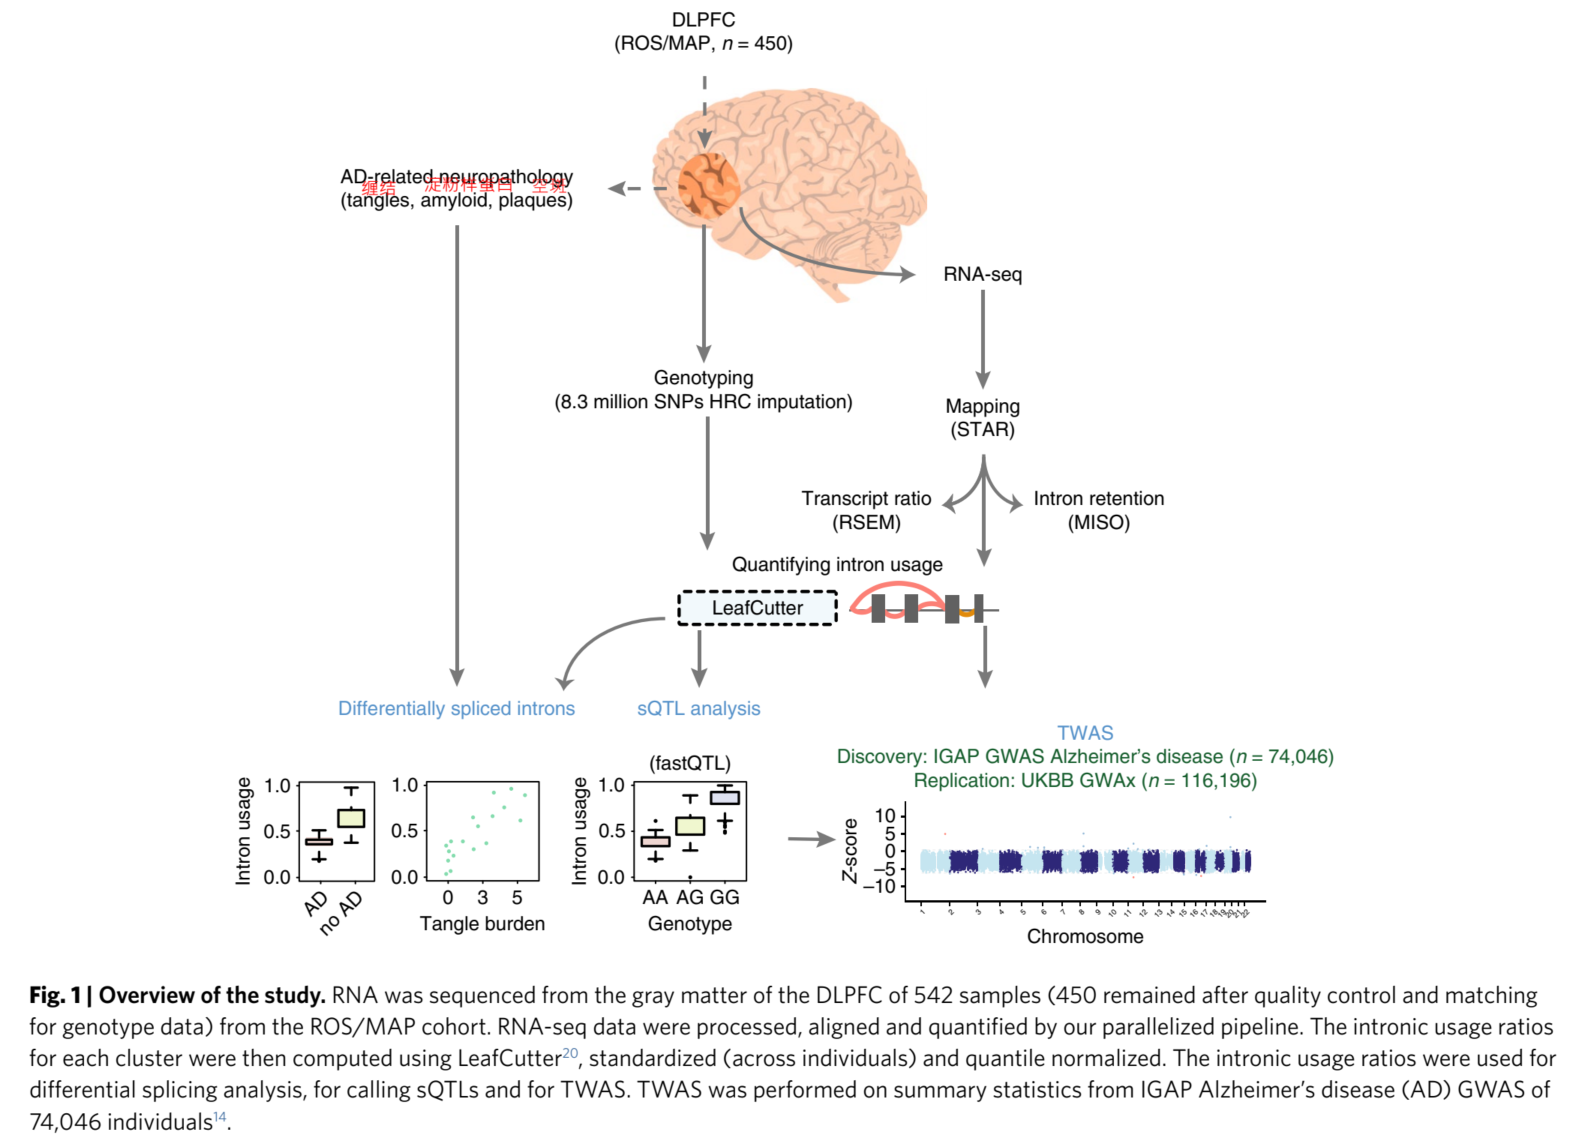 DLPFC
(ROS/MAP, n = 450)
AD-related neuropathology
缠结 淀粉样蛋白 空斑
(tangles, amyloid, plaques)
RNA-seq
Genotyping
(8.3 million SNPs HRC imputation)
Mapping
(STAR)
Transcript ratio
(RSEM)
Intron retention
(MISO)
Quantifying intron usage
LeafCutter
Differentially spliced introns
sQTL analysis
TWAS
Discovery: IGAP GWAS Alzheimer's disease (n = 74,046)
Replication: UKBB GWAx (n = 116,196)
(fastQTL)
Intron usage
1.0
0.5
0.0
AD
no AD
1.0
0.5
0.0
0 3 5
Tangle burden
Intron usage
1.0
0.5
0.0
AA AG GG
Genotype
Z-score
10
5
0
−5
−10
1 2 3 4 5 6 7 8 9 10 11 12 13 14 15 16 17 18 19 20 21 22
Chromosome
Fig. 1 | Overview of the study. RNA was sequenced from the gray matter of the DLPFC of 542 samples (450 remained after quality control and matching
for genotype data) from the ROS/MAP cohort. RNA-seq data were processed, aligned and quantified by our parallelized pipeline. The intronic usage ratios
for each cluster were then computed using LeafCutter20, standardized (across individuals) and quantile normalized. The intronic usage ratios were used for
differential splicing analysis, for calling sQTLs and for TWAS. TWAS was performed on summary statistics from IGAP Alzheimer's disease (AD) GWAS of
74,046 individuals14.